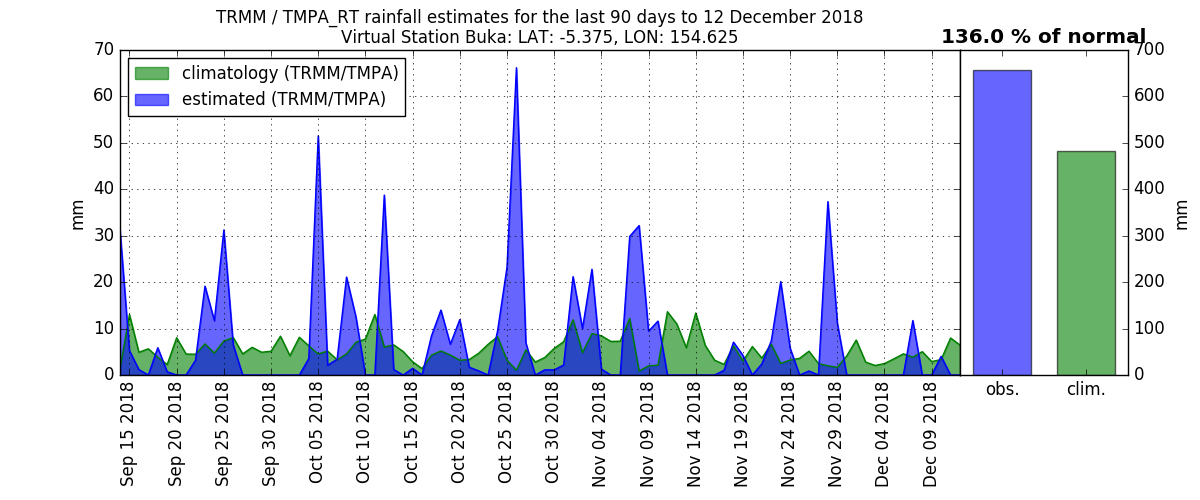 TRMM / TMPA_RT rainfall estimates for the last 90 days to 12 December 2018
Virtual Station Buka: LAT: -5.375, LON: 154.625
136.0 % of normal
climatology (TRMM/TMPA)
estimated (TRMM/TMPA)
70
60
50
40
30
20
10
0
mm
Sep 15 2018
Sep 20 2018
Sep 25 2018
Sep 30 2018
Oct 05 2018
Oct 10 2018
Oct 15 2018
Oct 20 2018
Oct 25 2018
Oct 30 2018
Nov 04 2018
Nov 09 2018
Nov 14 2018
Nov 19 2018
Nov 24 2018
Nov 29 2018
Dec 04 2018
Dec 09 2018
700
600
500
400
300
200
100
0
mm
obs.
clim.